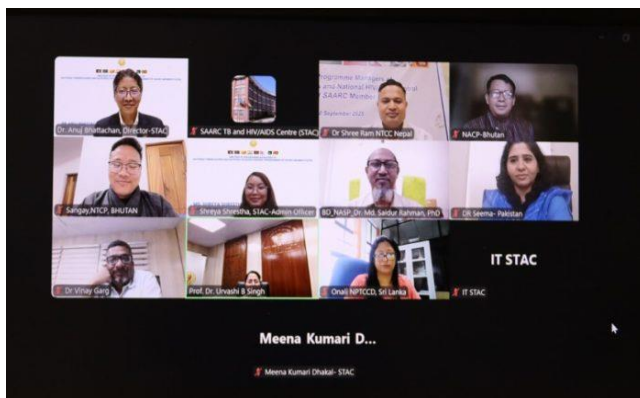 Dr. Anuj Bhattachan, Director-STAC
SAARC TB and HIV/AIDS Centre (STAC)
Dr Shree Ram NTCC Nepal
NACP-Bhutan
Sangay,NTCP, BHUTAN
Shreya Shrestha, STAC-Admin Officer
BD_NASP_Dr. Md. Saidur Rahman, PhD
DR Seema- Pakistan
Dr Vinay Garg
Prof. Dr. Urvashi B Singh
Onali NPTCCD, Sri Lanka
IT STAC
IT STAC
Meena Kumari D...
Meena Kumari Dhakal- STAC